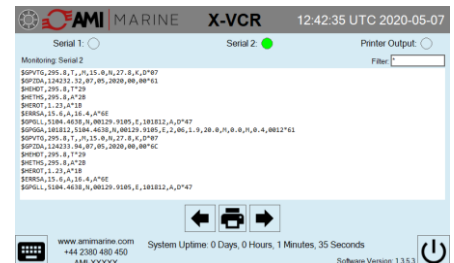 AMI MARINE X-VCR 12:42:35 UTC 2020-05-07
Serial 1: Serial 2: Printer Output:
Monitoring: Serial 2 Filter: *
$GPVTG,295.8,T,,M,15.0,N,27.8,K,D*07
$GPZDA,124232.32,07,05,2020,00,00*61
$HEHDT,295.8,T*29
$HETHS,295.8,A*2B
$HEROT,1.23,A*1B
$ERRSA,15.6,A,16.4,A*6E
$GPGLL,5104.4638,N,00129.9105,E,101812,A,D*47
$GPGGA,101812,5104.4638,N,00129.9105,E,2,06,1.9,20.0,M,0.0,M,0.4,0012*61
$GPVTG,295.8,T,,M,15.0,N,27.8,K,D*07
$GPZDA,124233.94,07,05,2020,00,00*6C
$HEHDT,295.8,T*29
$HETHS,295.8,A*2B
$HEROT,1.23,A*1B
$ERRSA,15.6,A,16.4,A*6E
$GPGLL,5104.4638,N,00129.9105,E,101812,A,D*47
www.amimarine.com
+44 2380 480 450
AMI-XXXXX
System Uptime: 0 Days, 0 Hours, 1 Minutes, 35 Seconds
Software Version: 1.3.5.3